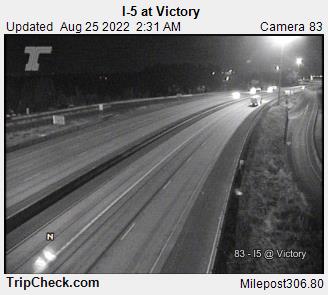 I-5 at Victory
Updated Aug 25 2022 2:31 AM Camera 83
T
N
83 - I5 @ Victory
TripCheck.com Milepost306.80